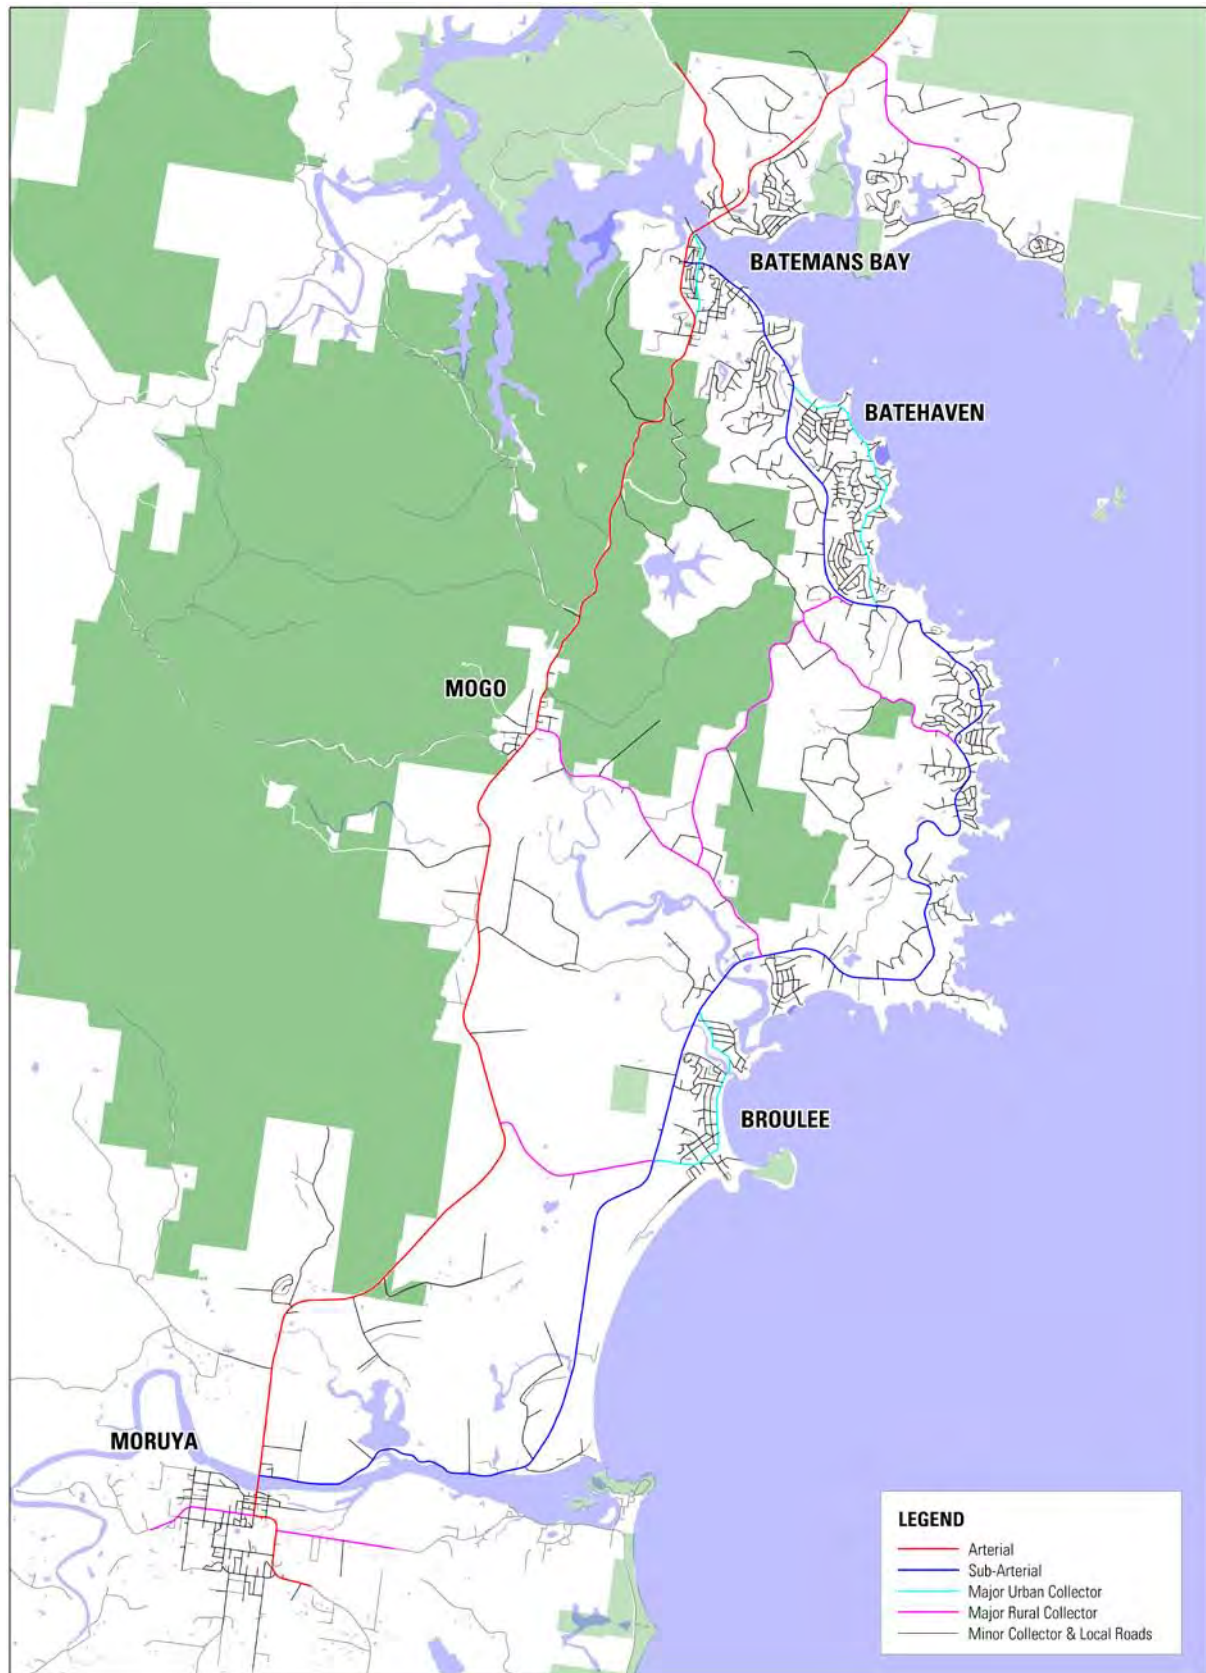 BATEMANS BAY
BATEHAVEN
MOGO
BROULEE
MORUYA
LEGEND
Arterial
Sub-Arterial
Major Urban Collector
Major Rural Collector
Minor Collector & Local Roads